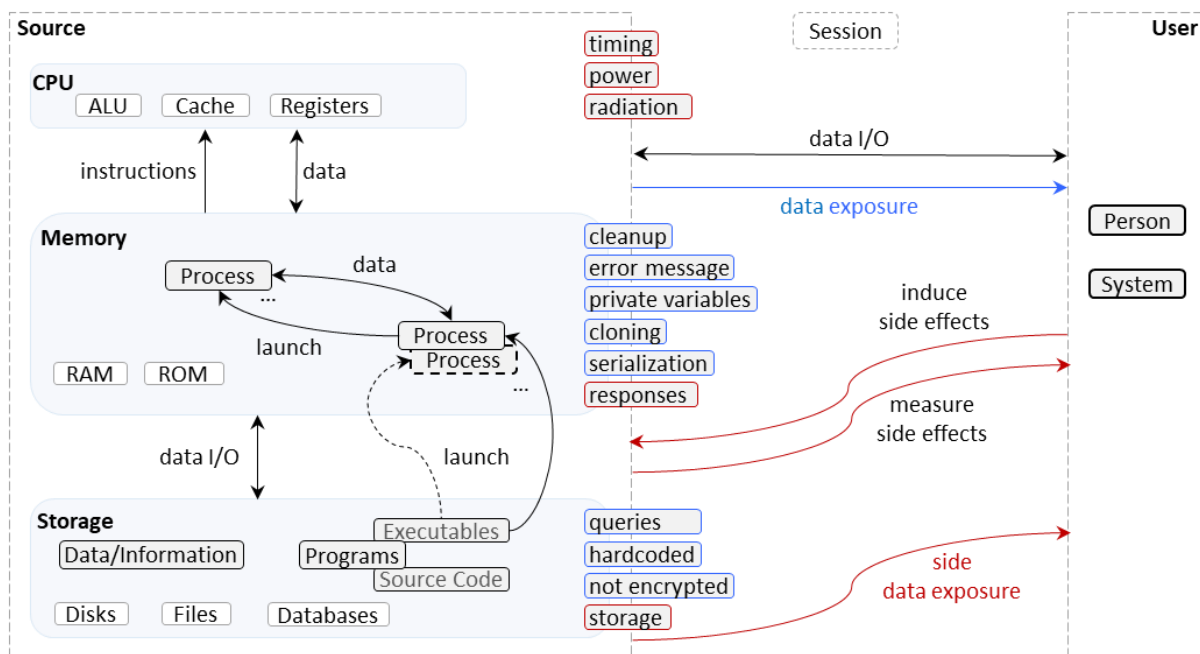 Source
Session
User
timing
power
radiation
CPU
ALU
Cache
Registers
instructions
data
data I/O
data exposure
Memory
Process
...
data
Process
Process
...
launch
RAM
ROM
cleanup
error message
private variables
cloning
serialization
responses
Person
System
induce
side effects
measure
side effects
data I/O
launch
Storage
Executables
Data/Information
Programs
Source Code
Disks
Files
Databases
queries
hardcoded
not encrypted
storage
side
data exposure